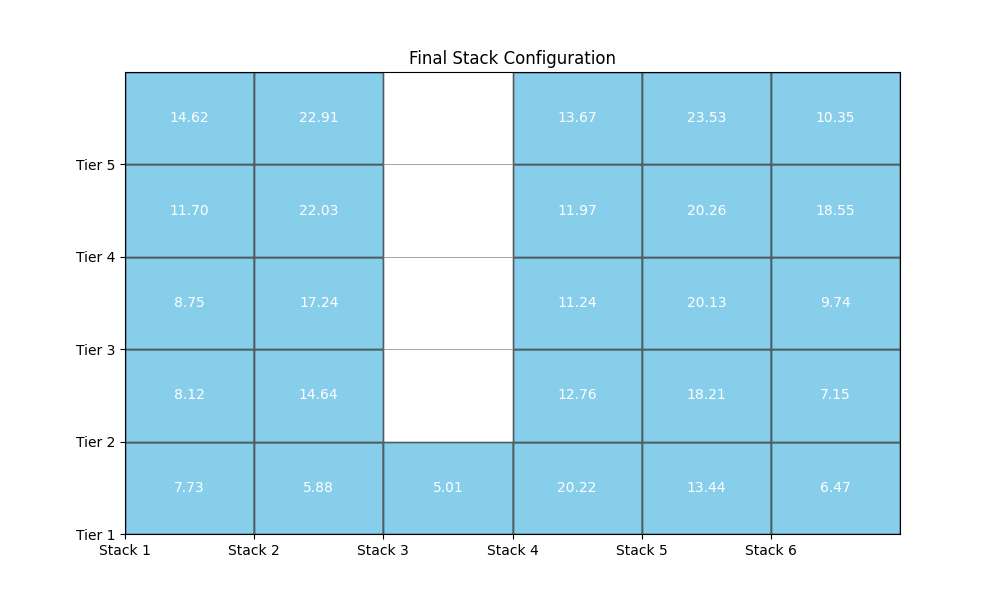 Final Stack Configuration
14.62 22.91 13.67 23.53 10.35
Tier 5
11.70 22.03 11.97 20.26 18.55
Tier 4
8.75 17.24 11.24 20.13 9.74
Tier 3
8.12 14.64 12.76 18.21 7.15
Tier 2
7.73 5.88 5.01 20.22 13.44 6.47
Tier 1
Stack 1 Stack 2 Stack 3 Stack 4 Stack 5 Stack 6